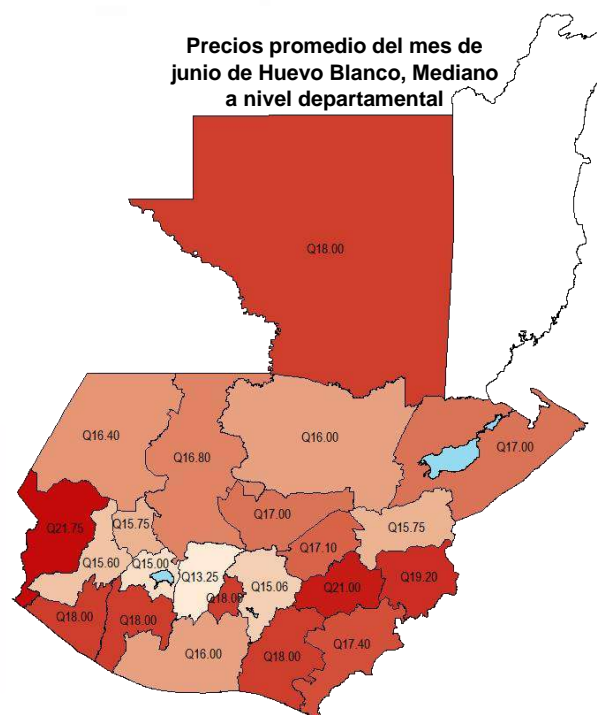 Precios promedio del mes de
junio de Huevo Blanco, Mediano
a nivel departamental
Q18.00
Q16.40
Q16.80
Q16.00
Q17.00
Q21.75
Q15.75
Q17.00
Q15.75
Q17.10
Q15.60
Q15.00
Q13.25
Q18.00
Q15.06
Q21.00
Q19.20
Q18.00
Q18.00
Q16.00
Q18.00
Q17.40